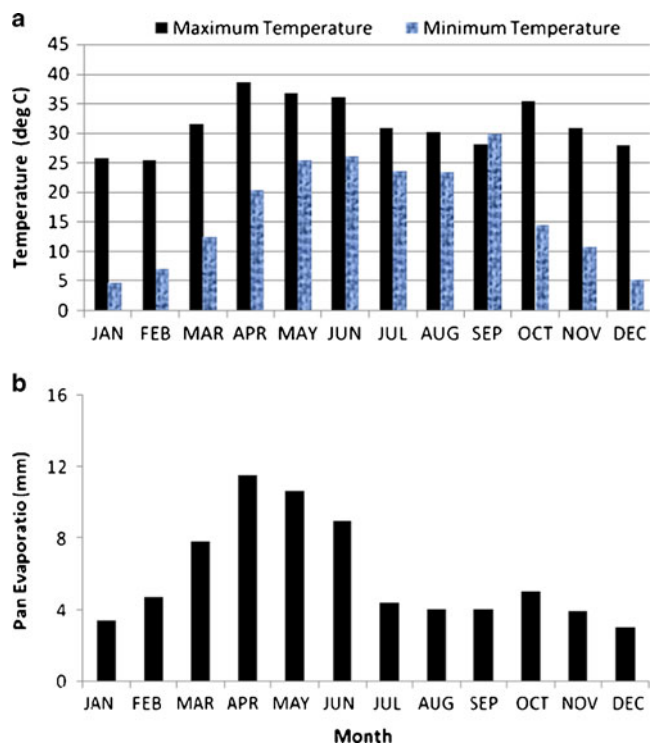 a
Maximum Temperature Minimum Temperature
Temperature (deg C)
45
40
35
30
25
20
15
10
5
0
JAN FEB MAR APR MAY JUN JUL AUG SEP OCT NOV DEC
b
Pan Evaporatio (mm)
16
12
8
4
0
JAN FEB MAR APR MAY JUN JUL AUG SEP OCT NOV DEC
Month